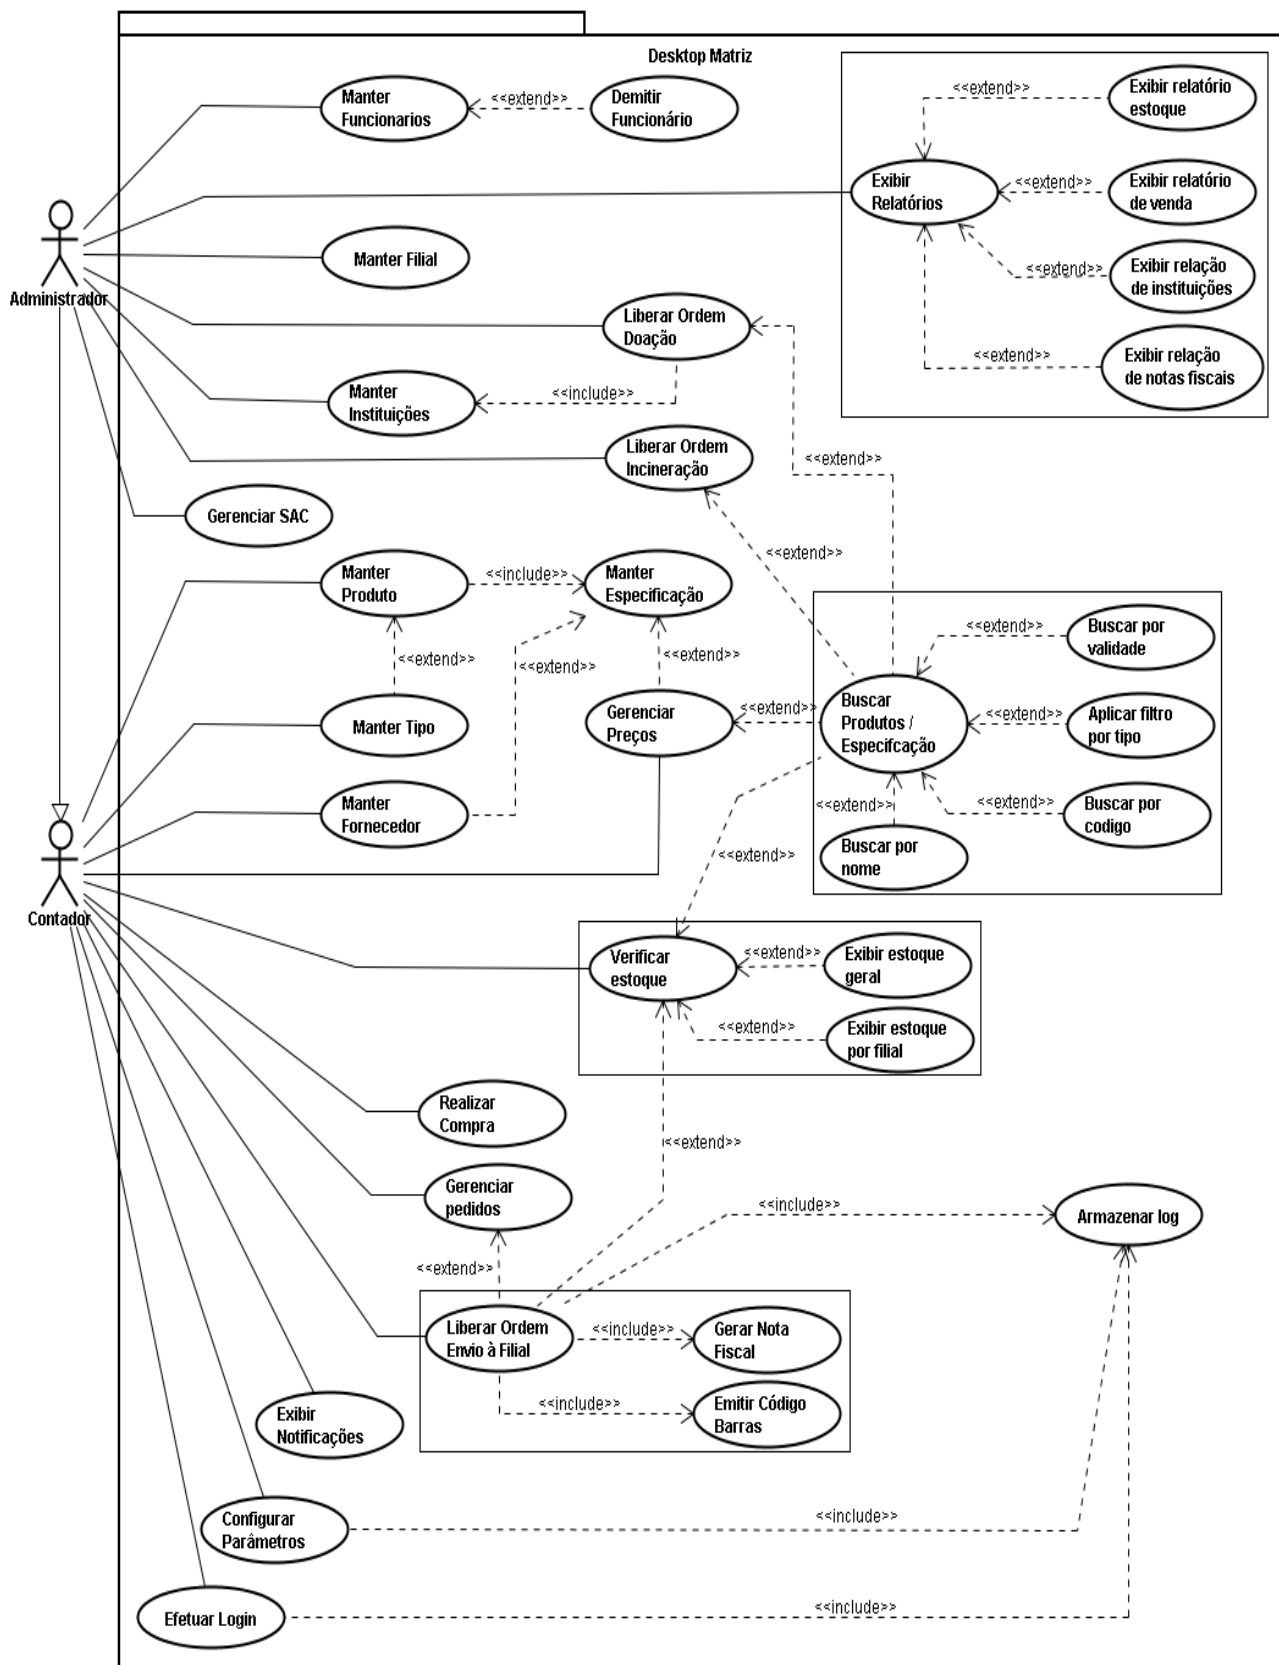 Desktop Matriz
Manter
Funcionarios
<<extend>>
Demitir
Funcionário
<<extend>>
Exibir relatório
estoque
Exibir
Relatórios
<<extend>>
Exibir relatório
de venda
<<extend>>
Exibir relação
de instituições
<<extend>>
Exibir relação
de notas fiscais
Administrador
Manter Filial
Liberar Ordem
Doação
Manter
Instituições
<<include>>
Liberar Ordem
Incineração
<<extend>>
Gerenciar SAC
<<extend>>
Manter
Produto
<<include>>
Manter
Especificação
<<extend>>
<<extend>>
<<extend>>
Manter Tipo
Gerenciar
Preços
<<extend>>
Buscar
Produtos /
Especifcação
<<extend>>
Buscar por
validade
<<extend>>
Aplicar filtro
por tipo
<<extend>>
Buscar por
codigo
<<extend>>
Buscar por
nome
Manter
Fornecedor
<<extend>>
Contador
Verificar
estoque
<<extend>>
Exibir estoque
geral
<<extend>>
Exibir estoque
por filial
Realizar
Compra
<<extend>>
Gerenciar
pedidos
<<include>>
Armazenar log
<<extend>>
Liberar Ordem
Envio à Filial
<<include>>
Gerar Nota
Fiscal
<<include>>
Emitir Código
Barras
Exibir
Notificações
Configurar
Parâmetros
<<include>>
Efetuar Login
<<include>>